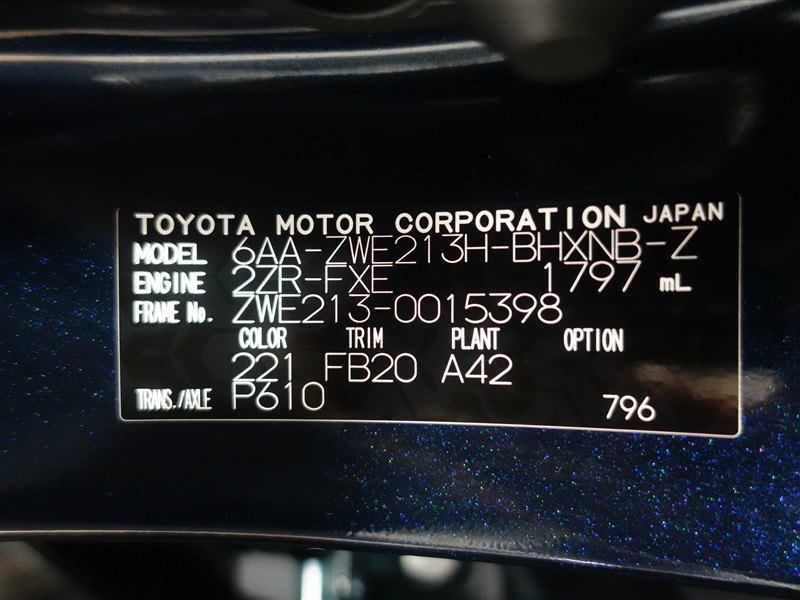 TOYOTA MOTOR CORPORATION JAPAN
MODEL 6AA-ZWE213H-BHXNB-Z
ENGINE 2ZR-FXE 1797 mL
FRAME No. ZWE213-0015398
COLOR TRIM PLANT OPTION
221 FB20 A42
TRANS./AXLE P610 796